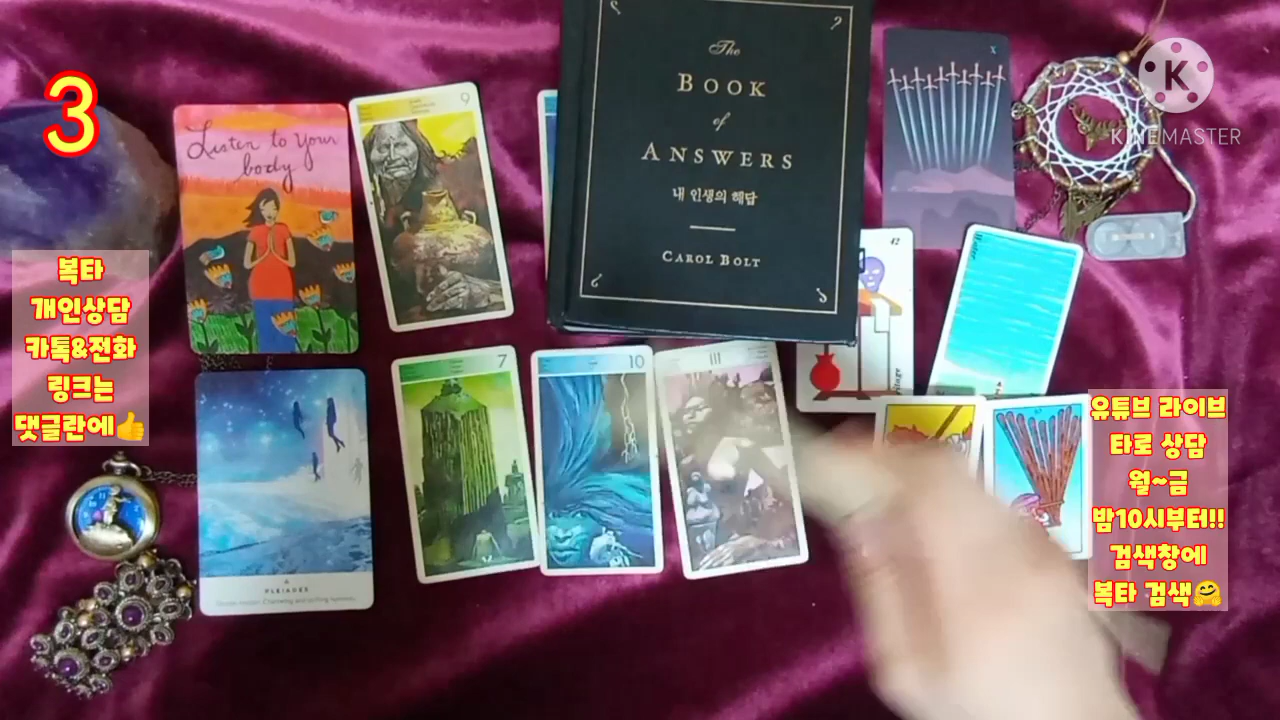 3
Listen to Your
body
9
The
BOOK
of
ANSWERS
내 인생의 해답
CAROL BOLT
X
KINEMASTER
복타
개인상담
카톡&전화
링크는
댓글란에👍
42
7
10
III
PLEIADES
유튜브 라이브
타로 상담
월~금
밤10시부터!!
검색창에
복타 검색🤗